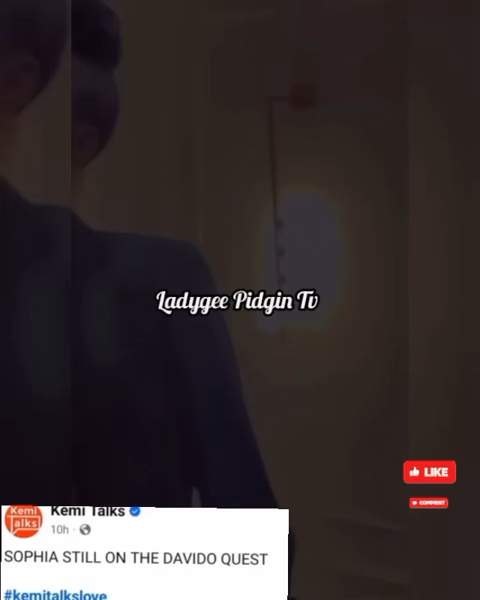 Ladygee Pidgin Tv
LIKE
COMMENT
Kemi Talks
Kemi
Talks
10h
SOPHIA STILL ON THE DAVIDO QUEST
#kemitalkslove